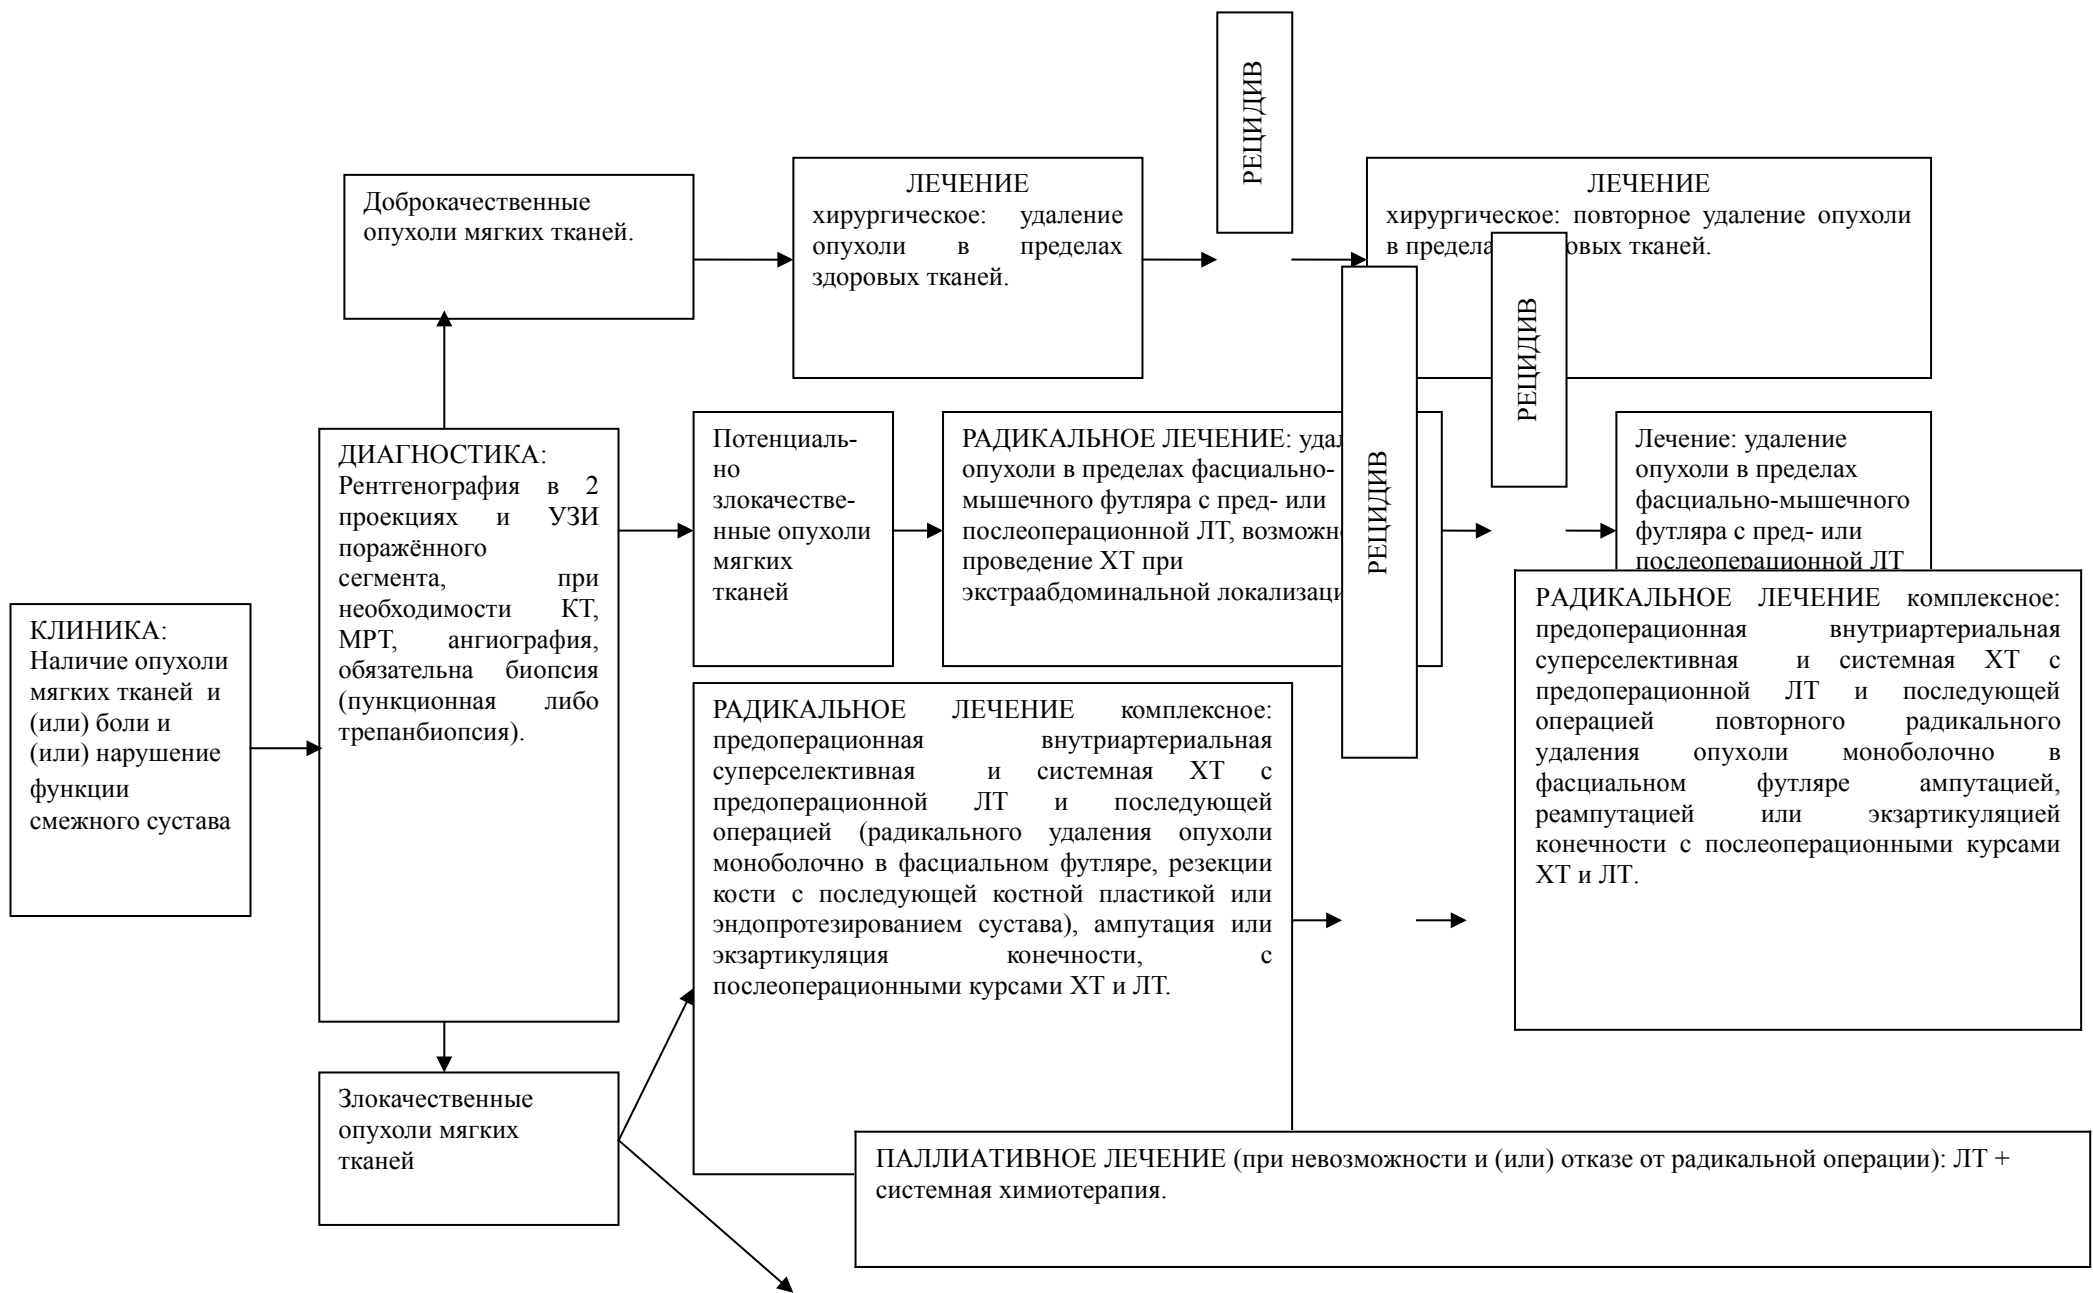 РЕЦИДИВ
Доброкачественные
опухоли мягких тканей.
ЛЕЧЕНИЕ
хирургическое: удаление
опухоли в пределах
здоровых тканей.
ЛЕЧЕНИЕ
хирургическое: повторное удаление опухоли
в овых тканей.
РЕЦИДИВ
РЕЦИДИВ
КЛИНИКА:
Наличие опухоли
мягких тканей и
(или) боли и
(или) нарушение
функции
смежного сустава
ДИАГНОСТИКА:
Рентгенография в 2
проекциях и УЗИ
поражённого
сегмента, при
необходимости КТ,
МРТ, ангиография,
обязательна биопсия
(пункционная либо
трепанбиопсия).
Потенциаль-
но
злокачестве-
нные опухоли
мягких
тканей
РАДИКАЛЬНОЕ ЛЕЧЕНИЕ:
опухоли в пределах фасциально-
мышечного футляра с пред- или
послеоперационной ЛТ,
проведение ХТ при
экстраабдоминальной
Лечение: удаление
опухоли в пределах
фасциально-мышечного
футляра с пред- или
послеоперационной ЛТ
РАДИКАЛЬНОЕ ЛЕЧЕНИЕ комплексное:
предоперационная внутриартериальная
суперселективная и системная ХТ с
предоперационной ЛТ и последующей
операцией (радикального удаления опухоли
моноболочно в фасциальном футляре, резекции
кости с последующей костной пластикой или
эндопротезированием сустава), ампутация или
экзартикуляция конечности, с
послеоперационными курсами ХТ и ЛТ.
РАДИКАЛЬНОЕ ЛЕЧЕНИЕ комплексное:
предоперационная внутриартериальная
суперселективная и системная ХТ с
предоперационной ЛТ и последующей
операцией повторного радикального
удаления опухоли моноболочно в
фасциальном футляре ампутацией,
реампутацией или экзартикуляцией
конечности с послеоперационными курсами
ХТ и ЛТ.
Злокачественные
опухоли мягких
тканей
ПАЛЛИАТИВНОЕ ЛЕЧЕНИЕ (при невозможности и (или) отказе от радикальной операции): ЛТ +
системная химиотерапия.